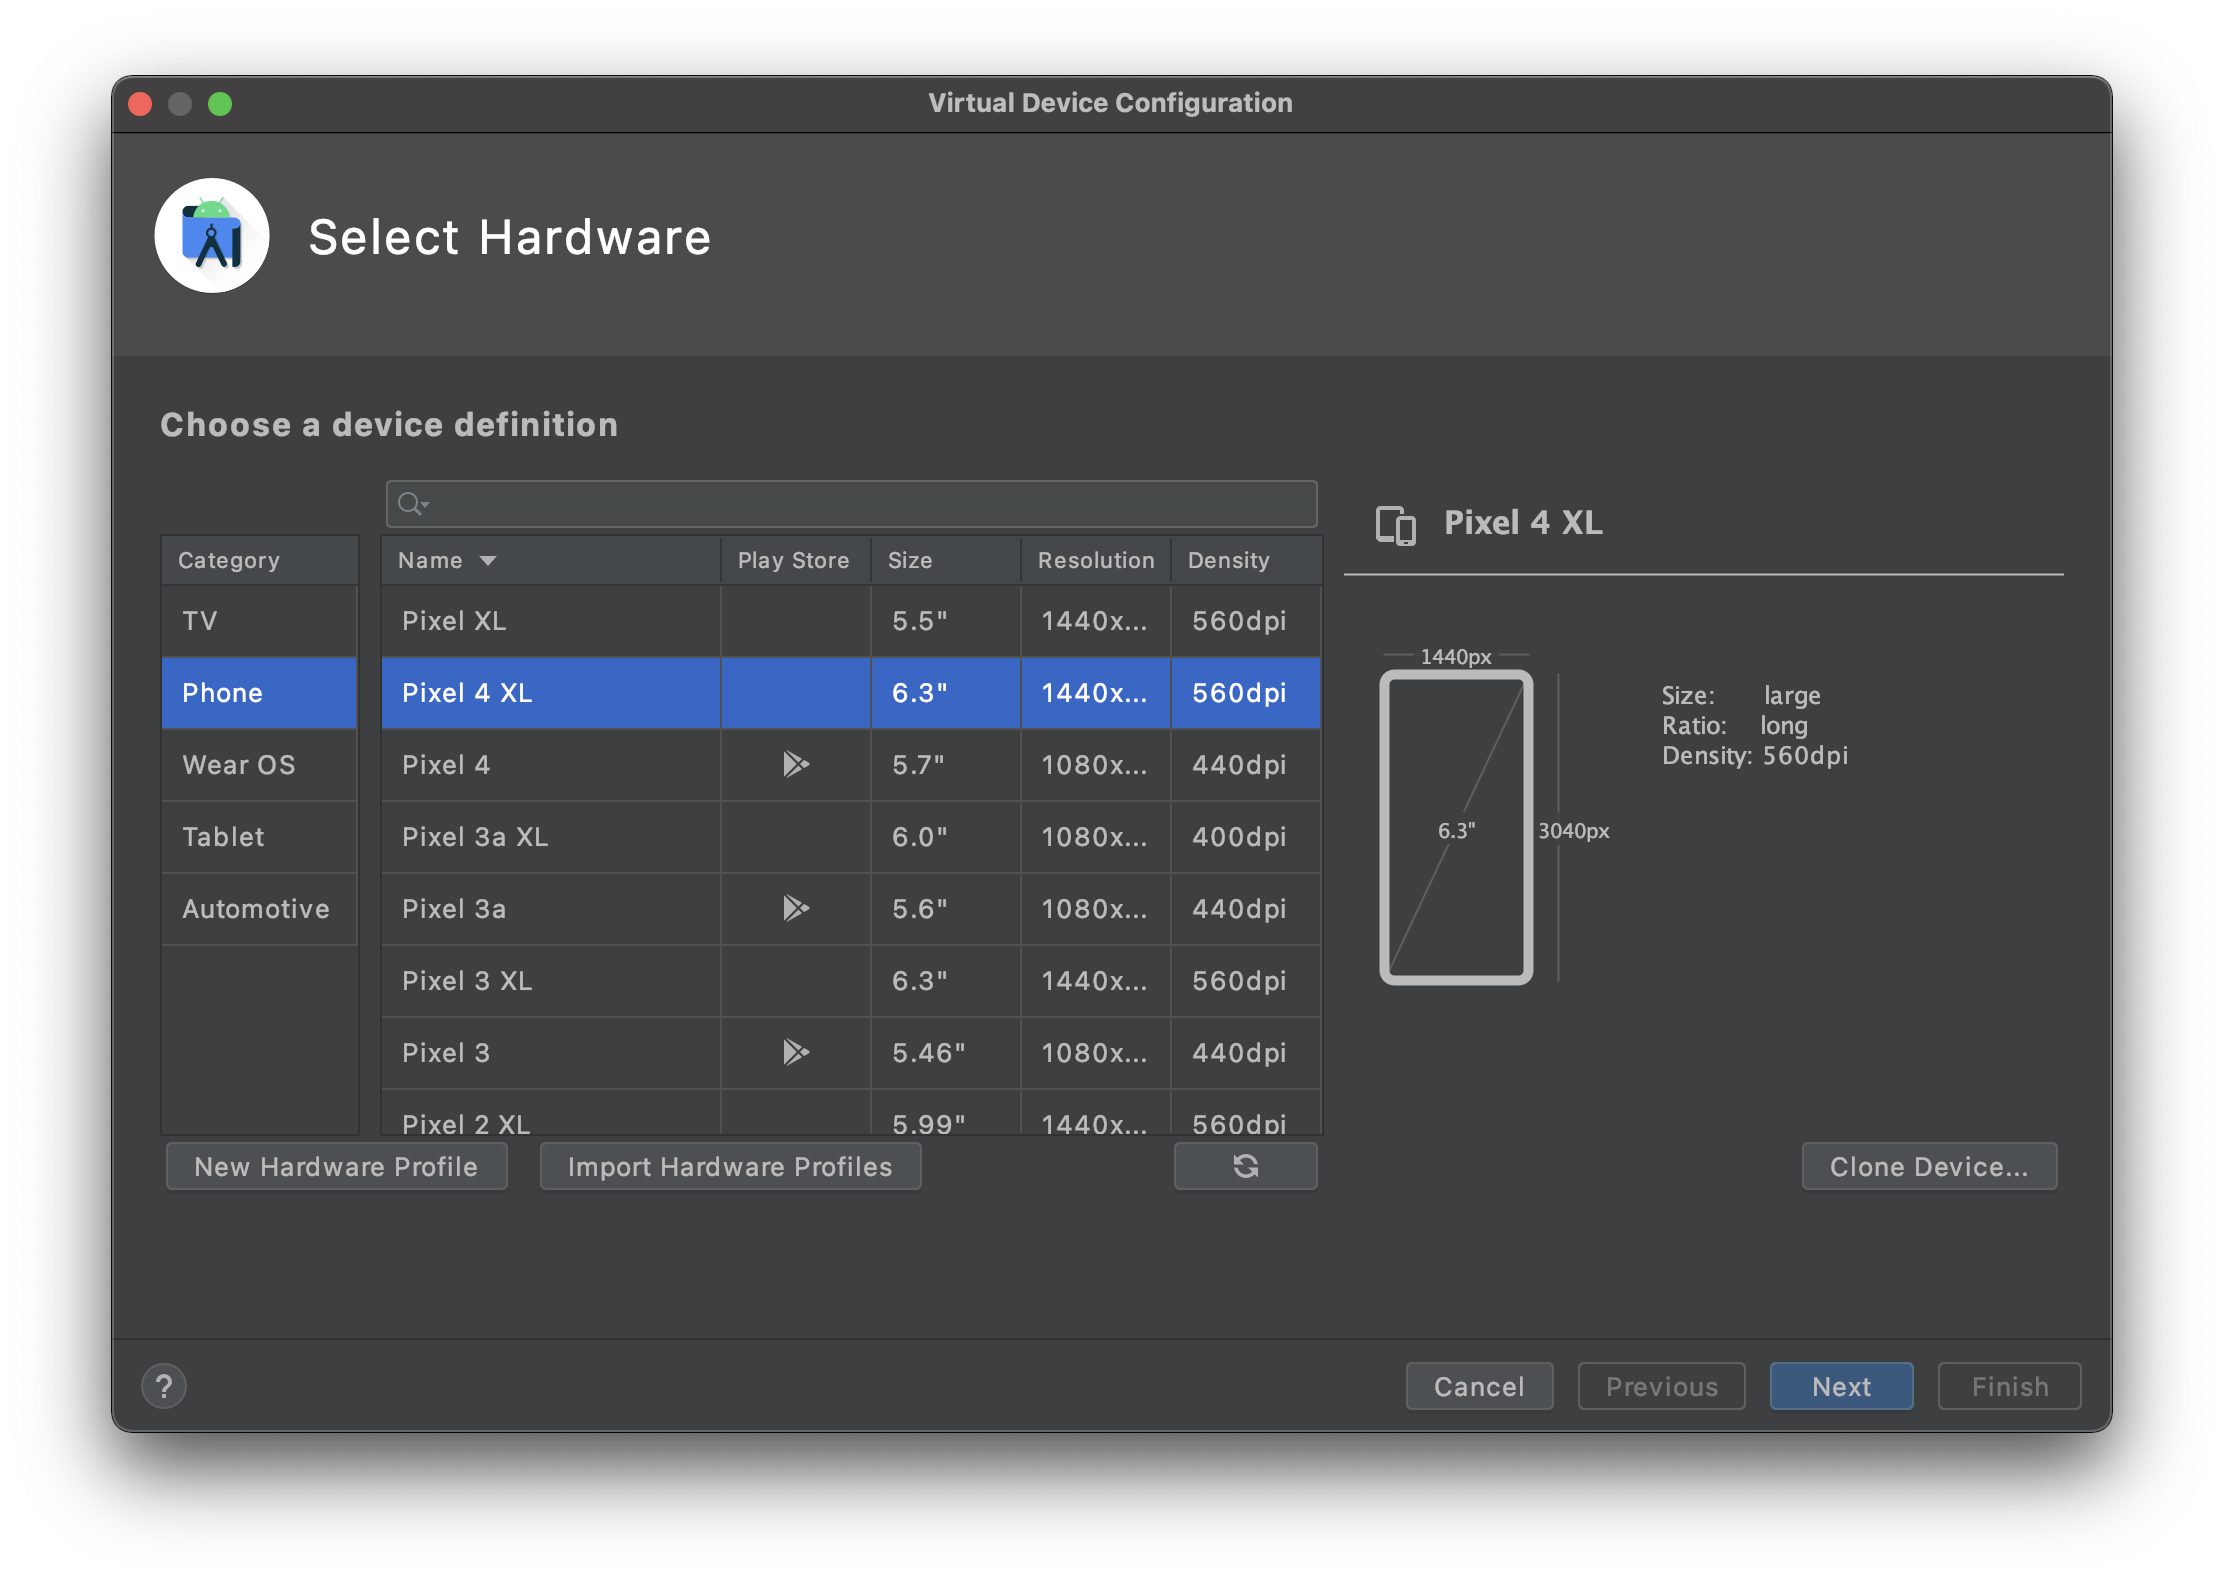 Virtual Device Configuration
Select Hardware
Choose a device definition
Category
TV
Phone
Wear OS
Tablet
Automotive
Name Play Store Size Resolution Density
Pixel XL 5.5" 1440x... 560dpi
Pixel 4 XL 6.3" 1440x... 560dpi
Pixel 4 5.7" 1080x... 440dpi
Pixel 3a XL 6.0" 1080x... 400dpi
Pixel 3a 5.6" 1080x... 440dpi
Pixel 3 XL 6.3" 1440x... 560dpi
Pixel 3 5.46" 1080x... 440dpi
Pixel 2 XL 5.99" 1440x... 560dpi
New Hardware Profile Import Hardware Profiles
Pixel 4 XL
1440px
6.3"
3040px
Size: large
Ratio: long
Density: 560dpi
Clone Device...
? Cancel Previous Next Finish